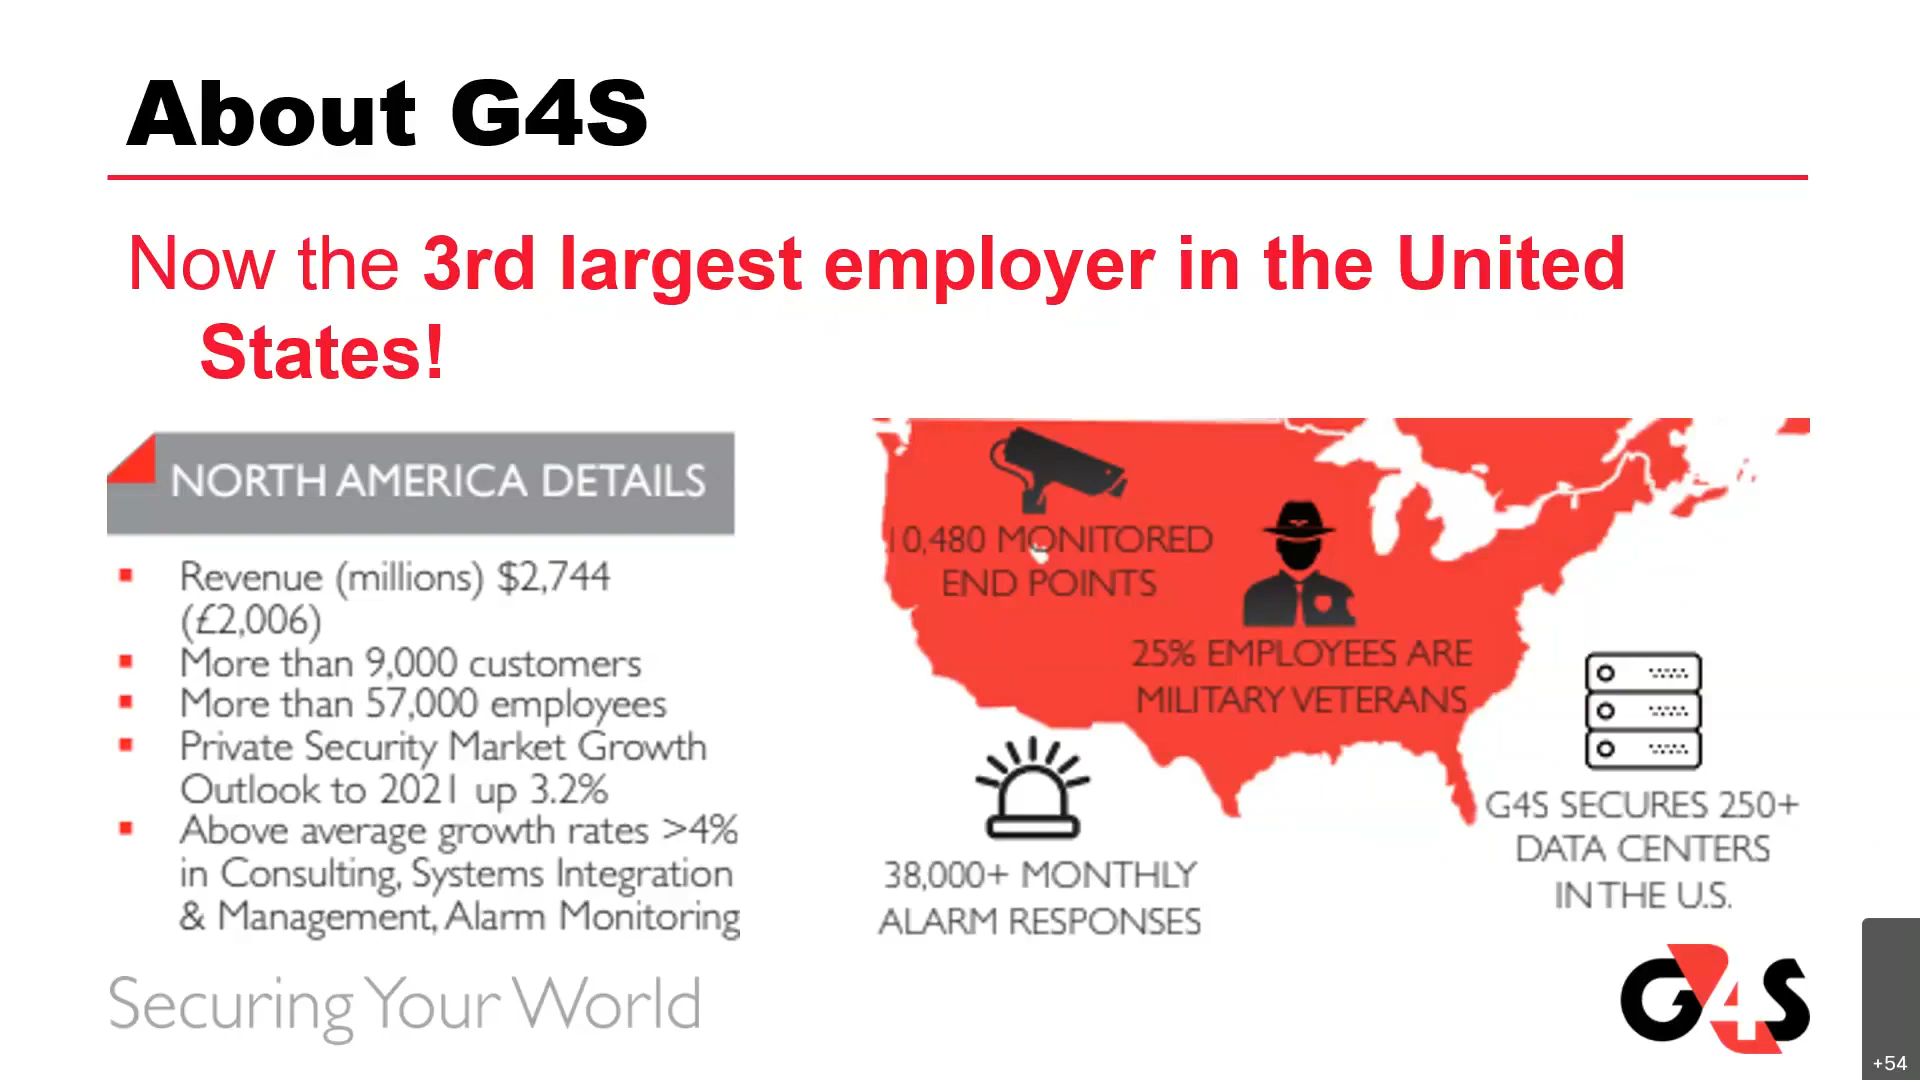 About G4S
Now the 3rd largest employer in the United
States!
NORTH AMERICA DETAILS
Revenue (millions) $2,744
(£2,006)
More than 9,000 customers
More than 57,000 employees
Private Security Market Growth
Outlook to 2021 up 3.2%
Above average growth rates >4%
in Consulting, Systems Integration
& Management, Alarm Monitoring
10,480 MONITORED
END POINTS
25% EMPLOYEES ARE
MILITARY VETERANS
38,000+ MONTHLY
ALARM RESPONSES
G4S SECURES 250+
DATA CENTERS
IN THE U.S.
Securing Your World
G4S
+54